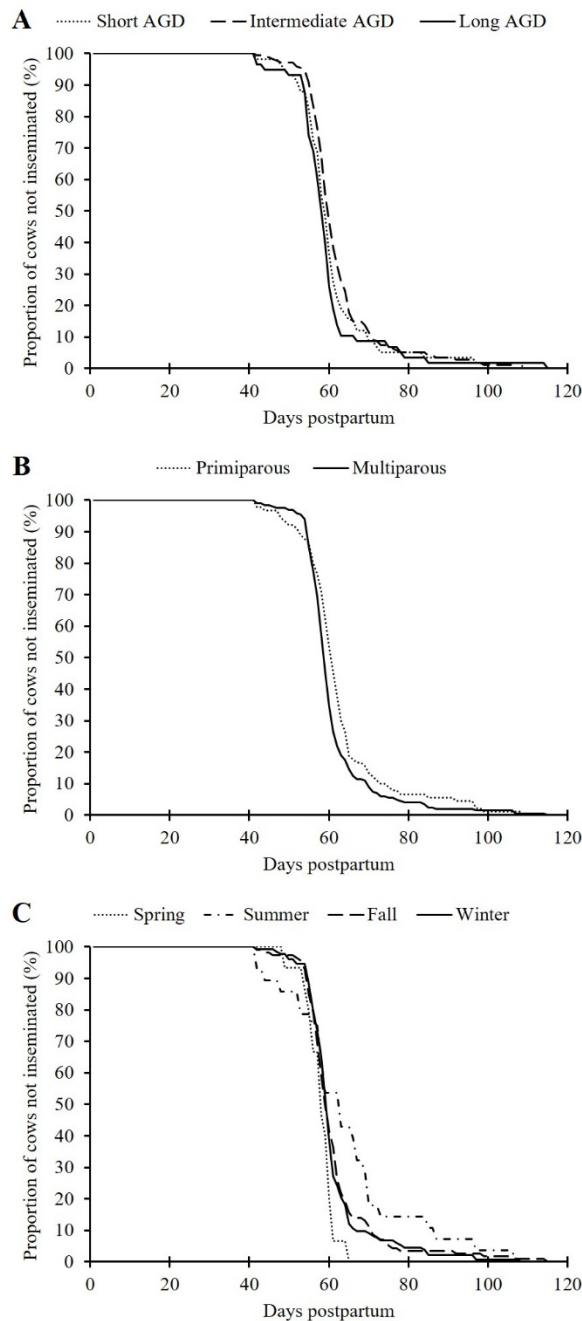 A
Short AGD Intermediate AGD Long AGD
Proportion of cows not inseminated (%)
100
90
80
70
60
50
40
30
20
10
0
0 20 40 60 80 100 120
Days postpartum
B
Primiparous Multiparous
Proportion of cows not inseminated (%)
100
90
80
70
60
50
40
30
20
10
0
0 20 40 60 80 100 120
Days postpartum
C
Spring Summer Fall Winter
Proportion of cows not inseminated (%)
100
90
80
70
60
50
40
30
20
10
0
0 20 40 60 80 100 120
Days postpartum